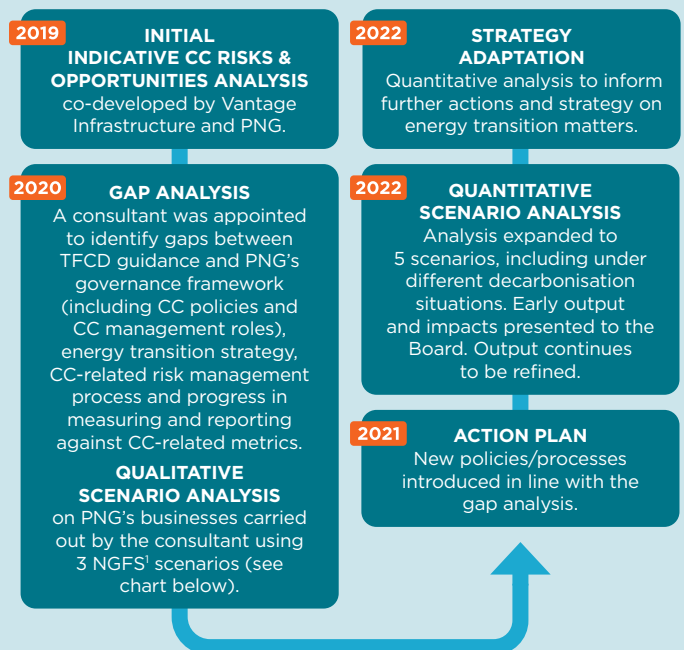 2019
INITIAL
INDICATIVE CC RISKS &
OPPORTUNITIES ANALYSIS
co-developed by Vantage
Infrastructure and PNG.
2020
GAP ANALYSIS
A consultant was appointed
to identify gaps between
TFCD guidance and PNG's
governance framework
(including CC policies and
CC management roles),
energy transition strategy,
CC-related risk management
process and progress in
measuring and reporting
against CC-related metrics.
QUALITATIVE
SCENARIO ANALYSIS
on PNG's businesses carried
out by the consultant using
3 NGFS¹ scenarios (see
chart below).
2021
ACTION PLAN
New policies/processes
introduced in line with the
gap analysis.
2022
QUANTITATIVE
SCENARIO ANALYSIS
Analysis expanded to
5 scenarios, including under
different decarbonisation
situations. Early output
and impacts presented to the
Board. Output continues
to be refined.
2022
STRATEGY
ADAPTATION
Quantitative analysis to inform
further actions and strategy on
energy transition matters.